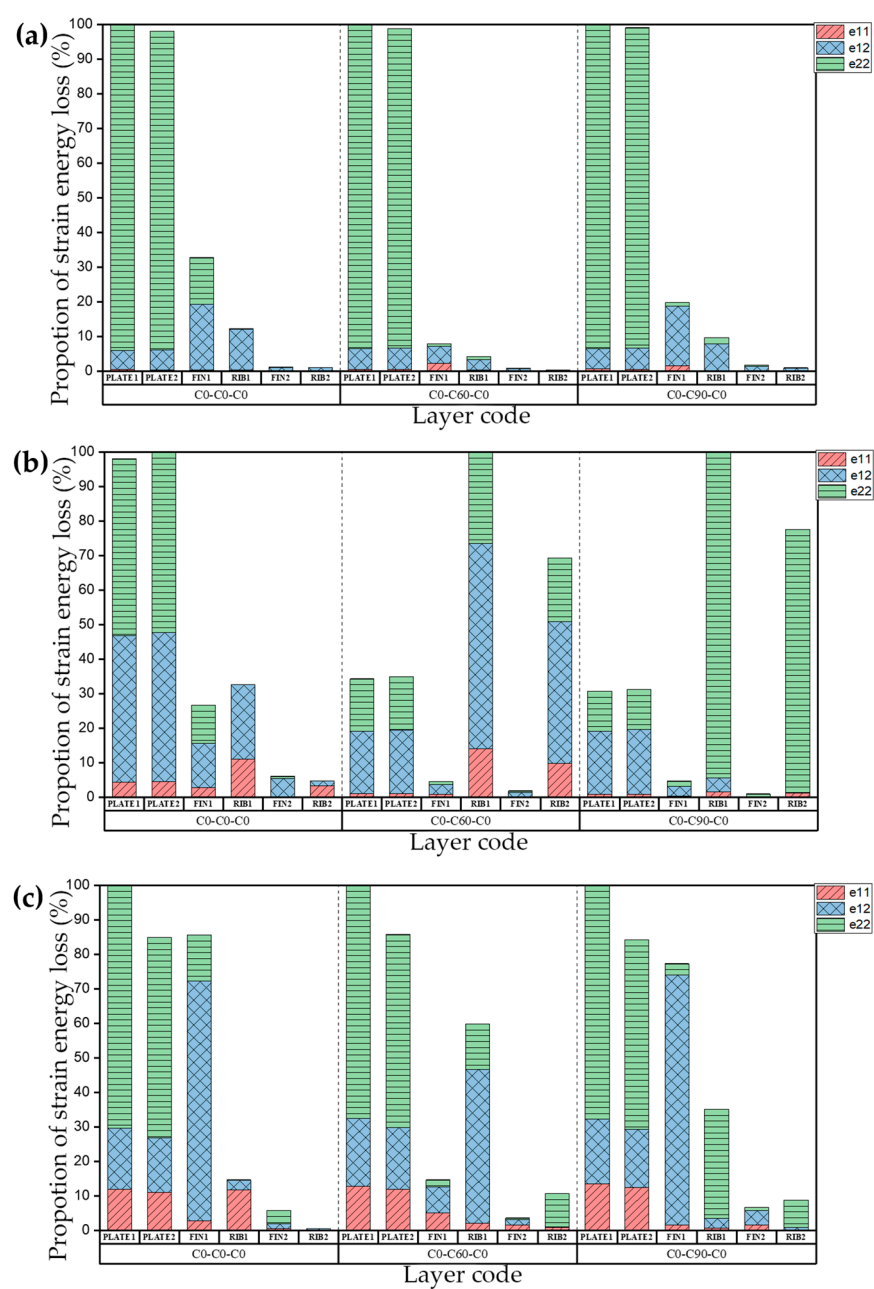 (a)
Propotion of strain energy loss (%)
100
90
80
70
60
50
40
30
20
10
0
e11
e12
e22
PLATE1 PLATE2 FIN1 RIB1 FIN2 RIB2 PLATE1 PLATE2 FIN1 RIB1 FIN2 RIB2 PLATE1 PLATE2 FIN1 RIB1 FIN2 RIB2
C0-C0-C0 C0-C60-C0 C0-C90-C0
Layer code
(b)
Propotion of strain energy loss (%)
100
90
80
70
60
50
40
30
20
10
0
e11
e12
e22
PLATE1 PLATE2 FIN1 RIB1 FIN2 RIB2 PLATE1 PLATE2 FIN1 RIB1 FIN2 RIB2 PLATE1 PLATE2 FIN1 RIB1 FIN2 RIB2
C0-C0-C0 C0-C60-C0 C0-C90-C0
Layer code
(c)
Propotion of strain energy loss (%)
100
90
80
70
60
50
40
30
20
10
0
e11
e12
e22
PLATE1 PLATE2 FIN1 RIB1 FIN2 RIB2 PLATE1 PLATE2 FIN1 RIB1 FIN2 RIB2 PLATE1 PLATE2 FIN1 RIB1 FIN2 RIB2
C0-C0-C0 C0-C60-C0 C0-C90-C0
Layer code